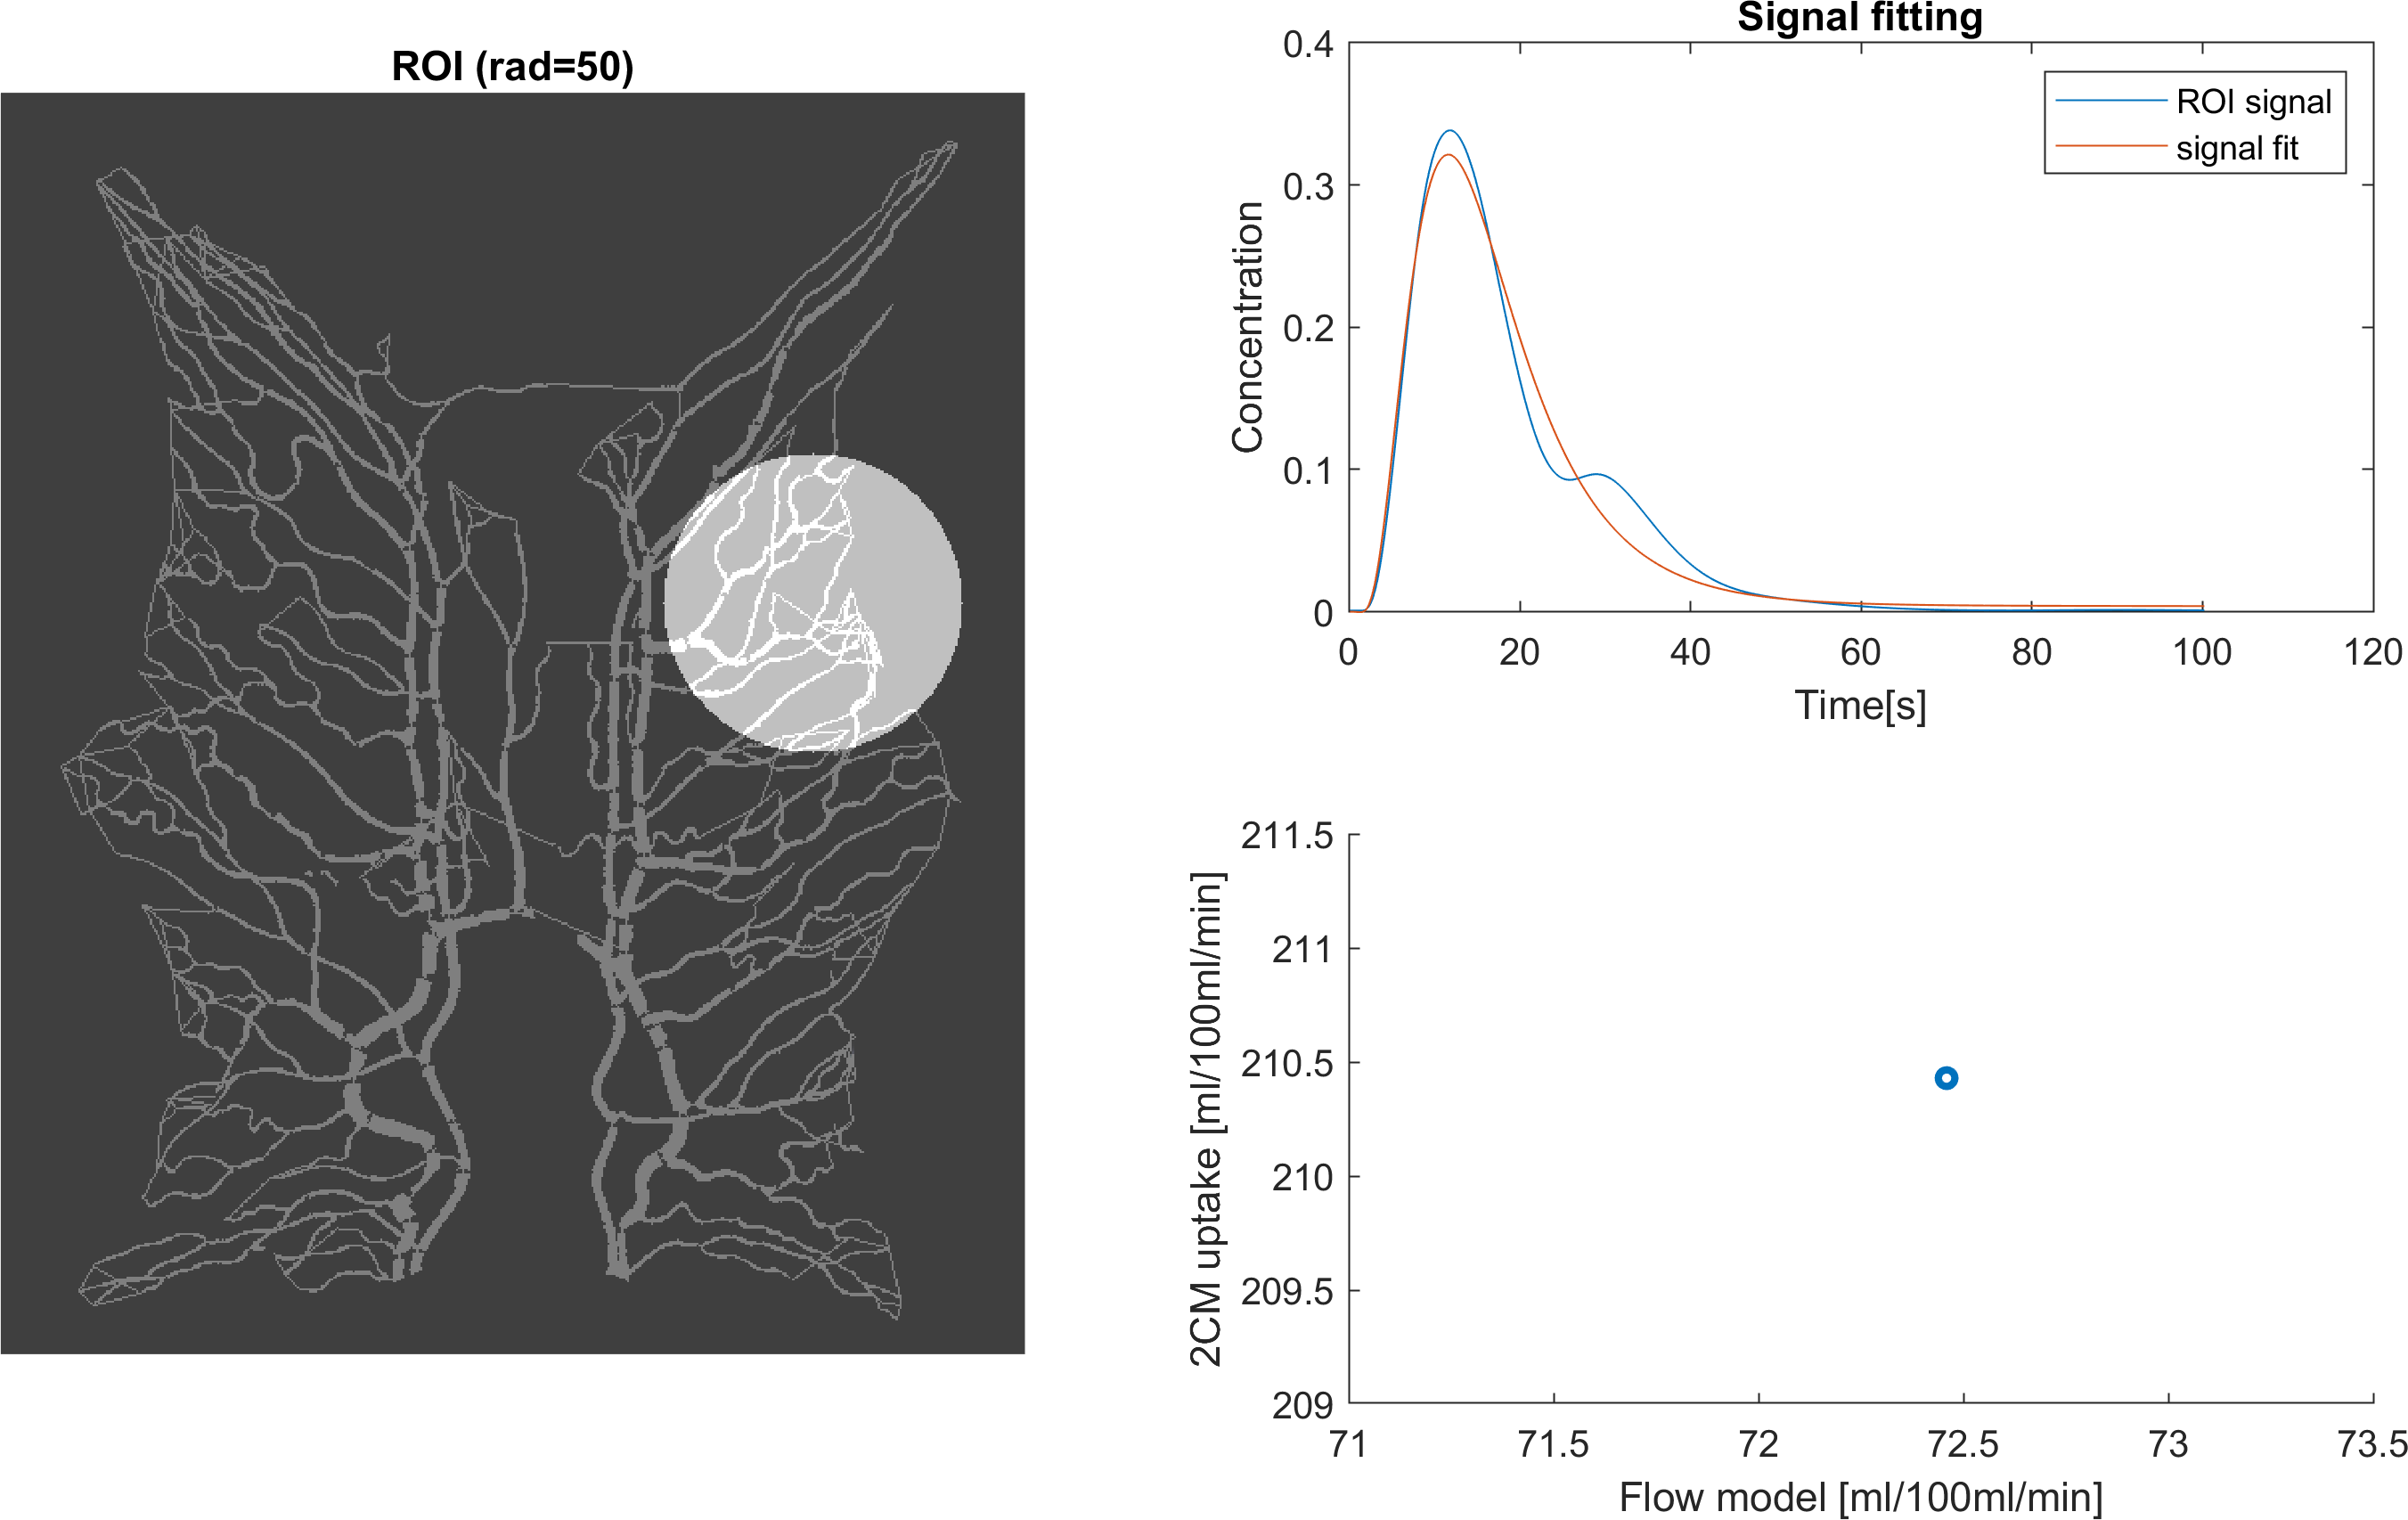 ROI (rad=50)
Signal fitting
0.4
0.3
0.2
0.1
0
Concentration
ROI signal
signal fit
0 20 40 60 80 100 120
Time[s]
211.5
211
210.5
210
209.5
209
2CM uptake [ml/100ml/min]
71 71.5 72 72.5 73 73.5
Flow model [ml/100ml/min]